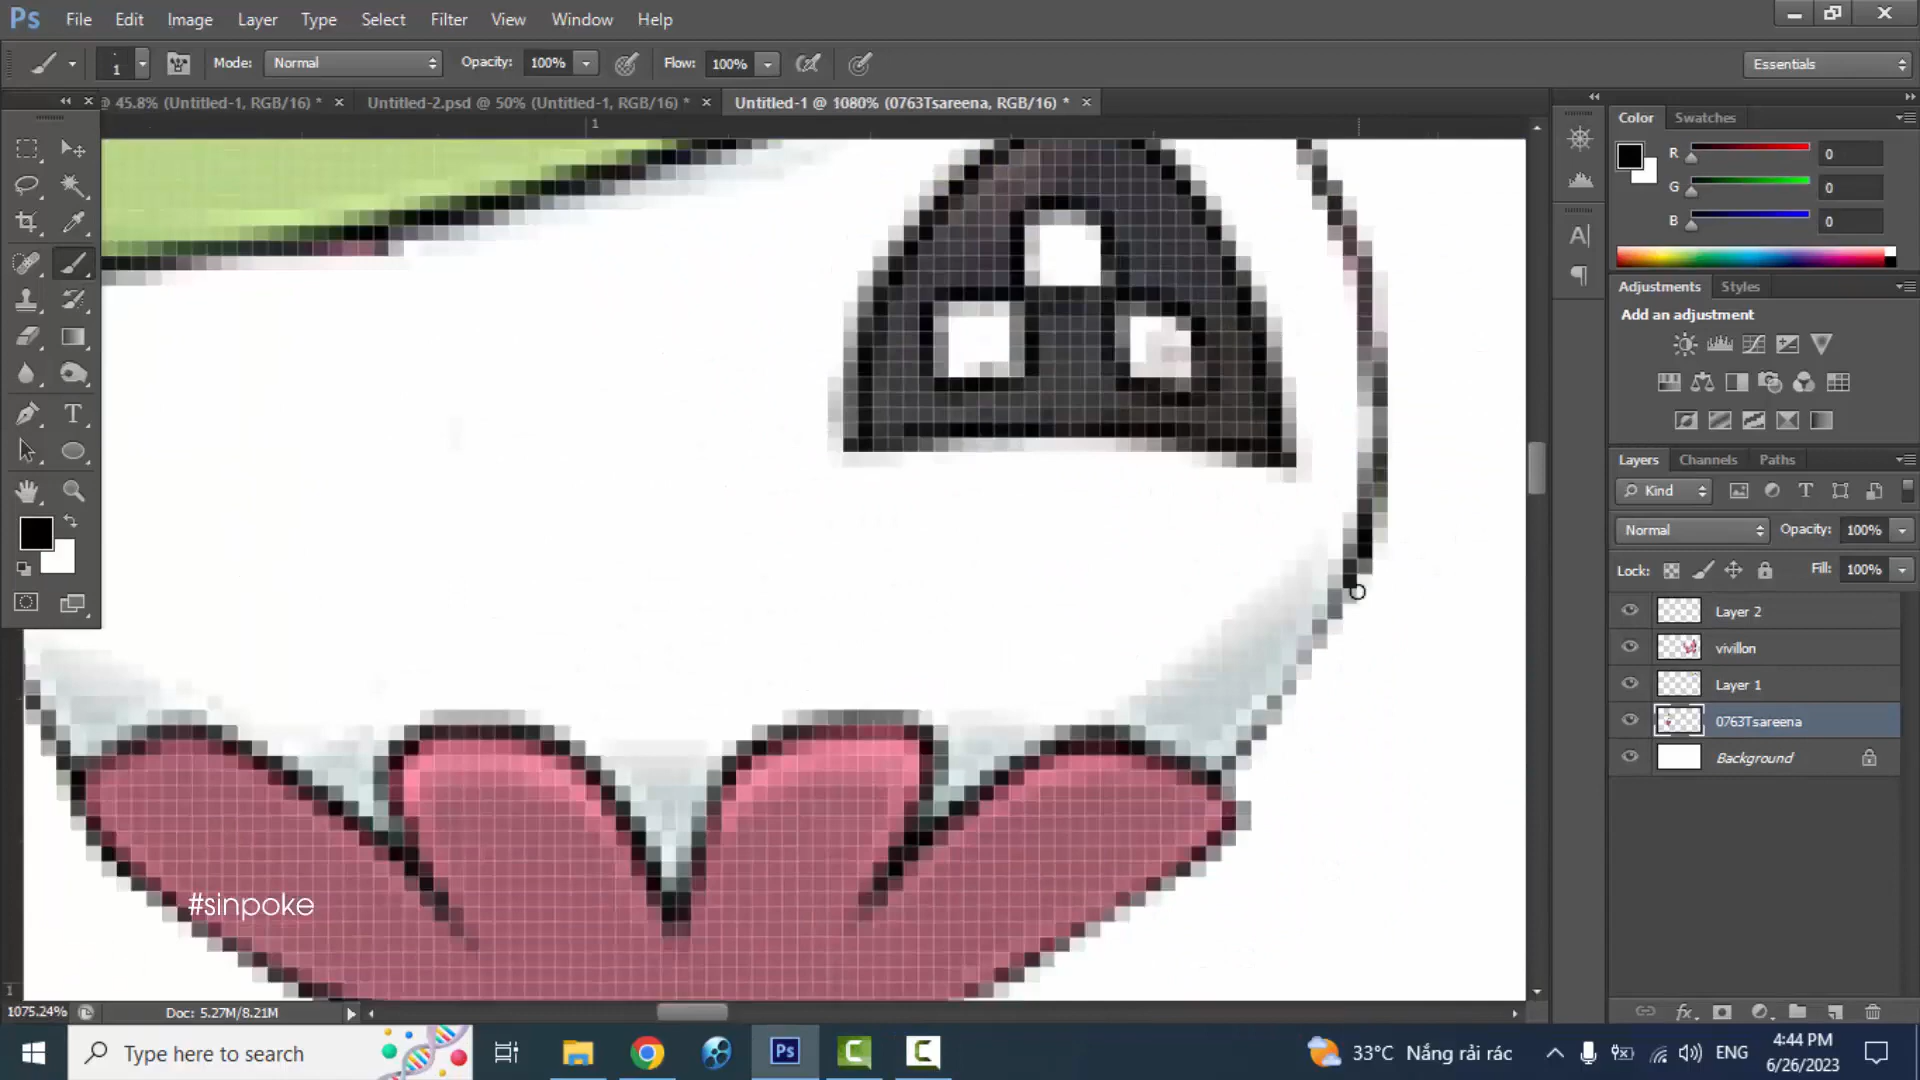 Ps File Edit Image Layer Type Select Filter View Window Help
1 Mode: Normal Opacity: 100% Flow: 100% Essentials
@ 45.8% (Untitled-1, RGB/16) * Untitled-2.psd @ 50% (Untitled-1, RGB/16) * Untitled-1 @ 1080% (0763Tsareena, RGB/16) *
1
Color Swatches
R 0
G 0
B 0
Adjustments Styles
Add an adjustment
Layers Channels Paths
Kind
Normal Opacity: 100%
Lock: Fill: 100%
Layer 2
vivillon
Layer 1
0763Tsareena
Background
#sinpoke
1
1075.24% Doc: 5.27M/8.21M
Type here to search
Ps
33°C Nắng rải rác ENG
4:44 PM
6/26/2023